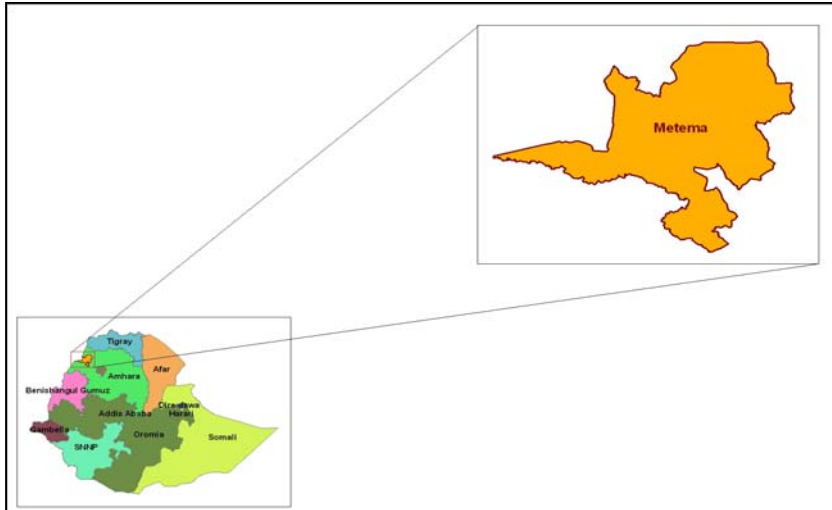 Metema
Tigray
Afar
Amhara
Benishangul Gumuz
Dire dawa
Addis Ababa
Harari
Gambella
Oromia
Somali
SNNP